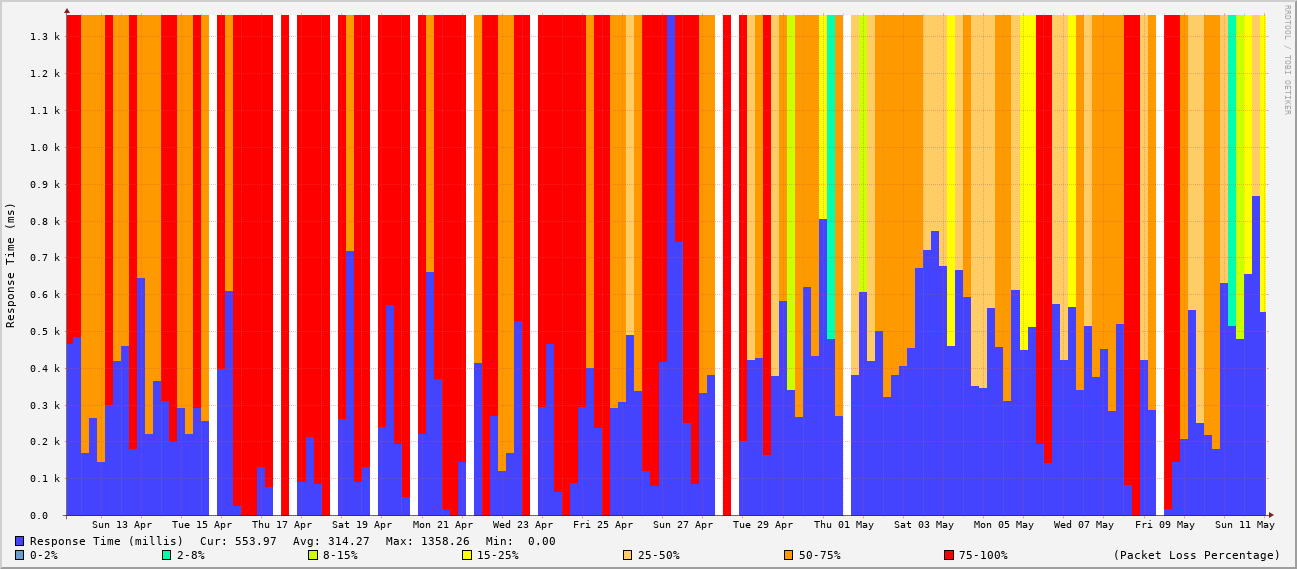 RRDTOOL / TOBI OETIKER
Response Time (ms)
1.3 k
1.2 k
1.1 k
1.0 k
0.9 k
0.8 k
0.7 k
0.6 k
0.5 k
0.4 k
0.3 k
0.2 k
0.1 k
0.0
Sun 13 Apr Tue 15 Apr Thu 17 Apr Sat 19 Apr Mon 21 Apr Wed 23 Apr Fri 25 Apr Sun 27 Apr Tue 29 Apr Thu 01 May Sat 03 May Mon 05 May Wed 07 May Fri 09 May Sun 11 May
Response Time (millis) Cur: 553.97 Avg: 314.27 Max: 1358.26 Min: 0.00
0-2% 2-8% 8-15% 15-25% 25-50% 50-75% 75-100% (Packet Loss Percentage)